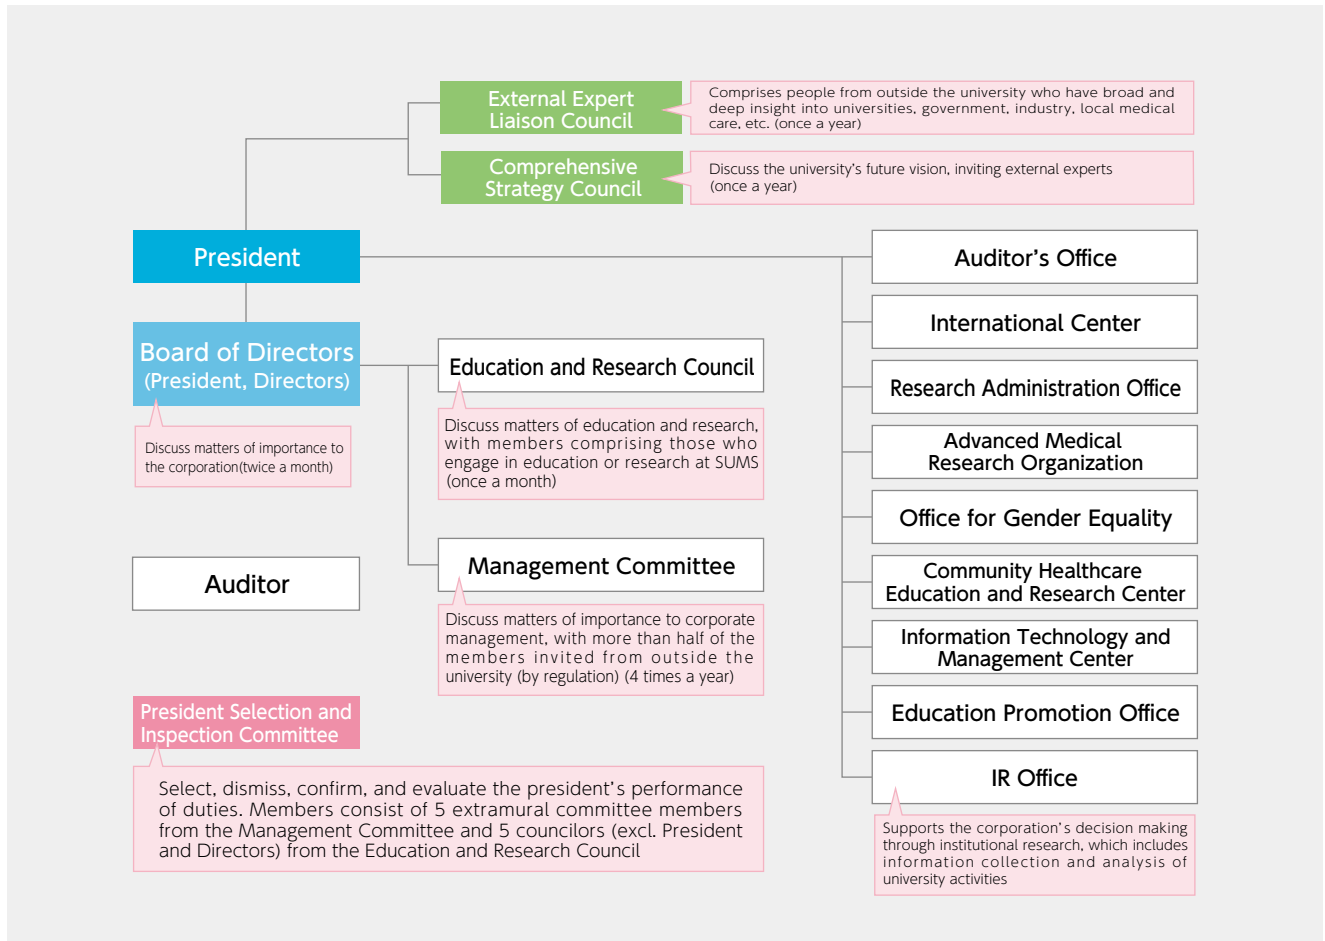 External Expert
Liaison Council
Comprises people from outside the university who have broad and
deep insight into universities, government, industry, local medical
care, etc. (once a year)
Comprehensive
Strategy Council
Discuss the university's future vision, inviting external experts
(once a year)
President
Board of Directors
(President, Directors)
Discuss matters of importance to
the corporation(twice a month)
Education and Research Council
Discuss matters of education and research,
with members comprising those who
engage in education or research at SUMS
(once a month)
Auditor
Management Committee
Discuss matters of importance to corporate
management, with more than half of the
members invited from outside the
university (by regulation) (4 times a year)
President Selection and
Inspection Committee
Select, dismiss, confirm, and evaluate the president's performance
of duties. Members consist of 5 extramural committee members
from the Management Committee and 5 councilors (excl. President
and Directors) from the Education and Research Council
Auditor's Office
International Center
Research Administration Office
Advanced Medical
Research Organization
Office for Gender Equality
Community Healthcare
Education and Research Center
Information Technology and
Management Center
Education Promotion Office
IR Office
Supports the corporation's decision making
through institutional research, which includes
information collection and analysis of
university activities